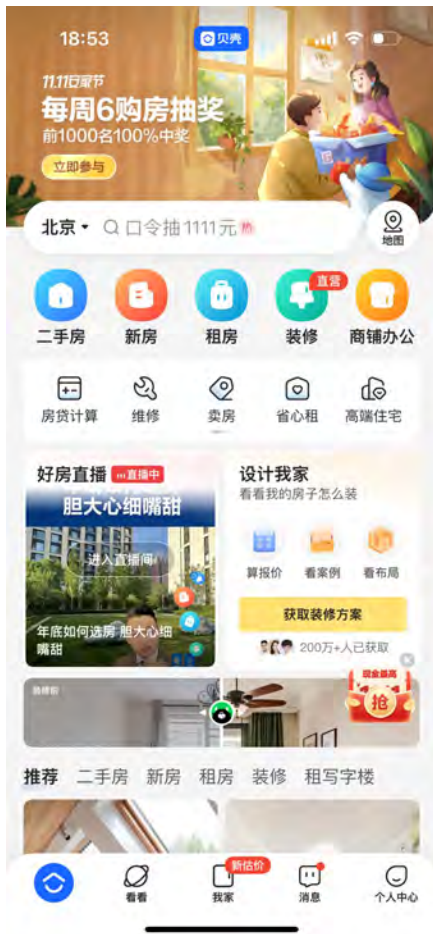 18:53
贝壳
11.11巨家节
每周6购房抽奖
前1000名100%中奖
立即参与
北京 口令抽1111元 热
地图
直营
二手房 新房 租房 装修 商铺办公
房贷计算 维修 卖房 省心租 高端住宅
好房直播 直播中
胆大心细嘴甜
进入直播间
年底如何选房 胆大心细
嘴甜
设计我家
看看我的房子怎么装
算报价 看案例 看布局
获取装修方案
200万+人已获取
装修前
现金最高
抢
推荐 二手房 新房 租房 装修 租写字楼
新估价
看看 我家 消息 个人中心